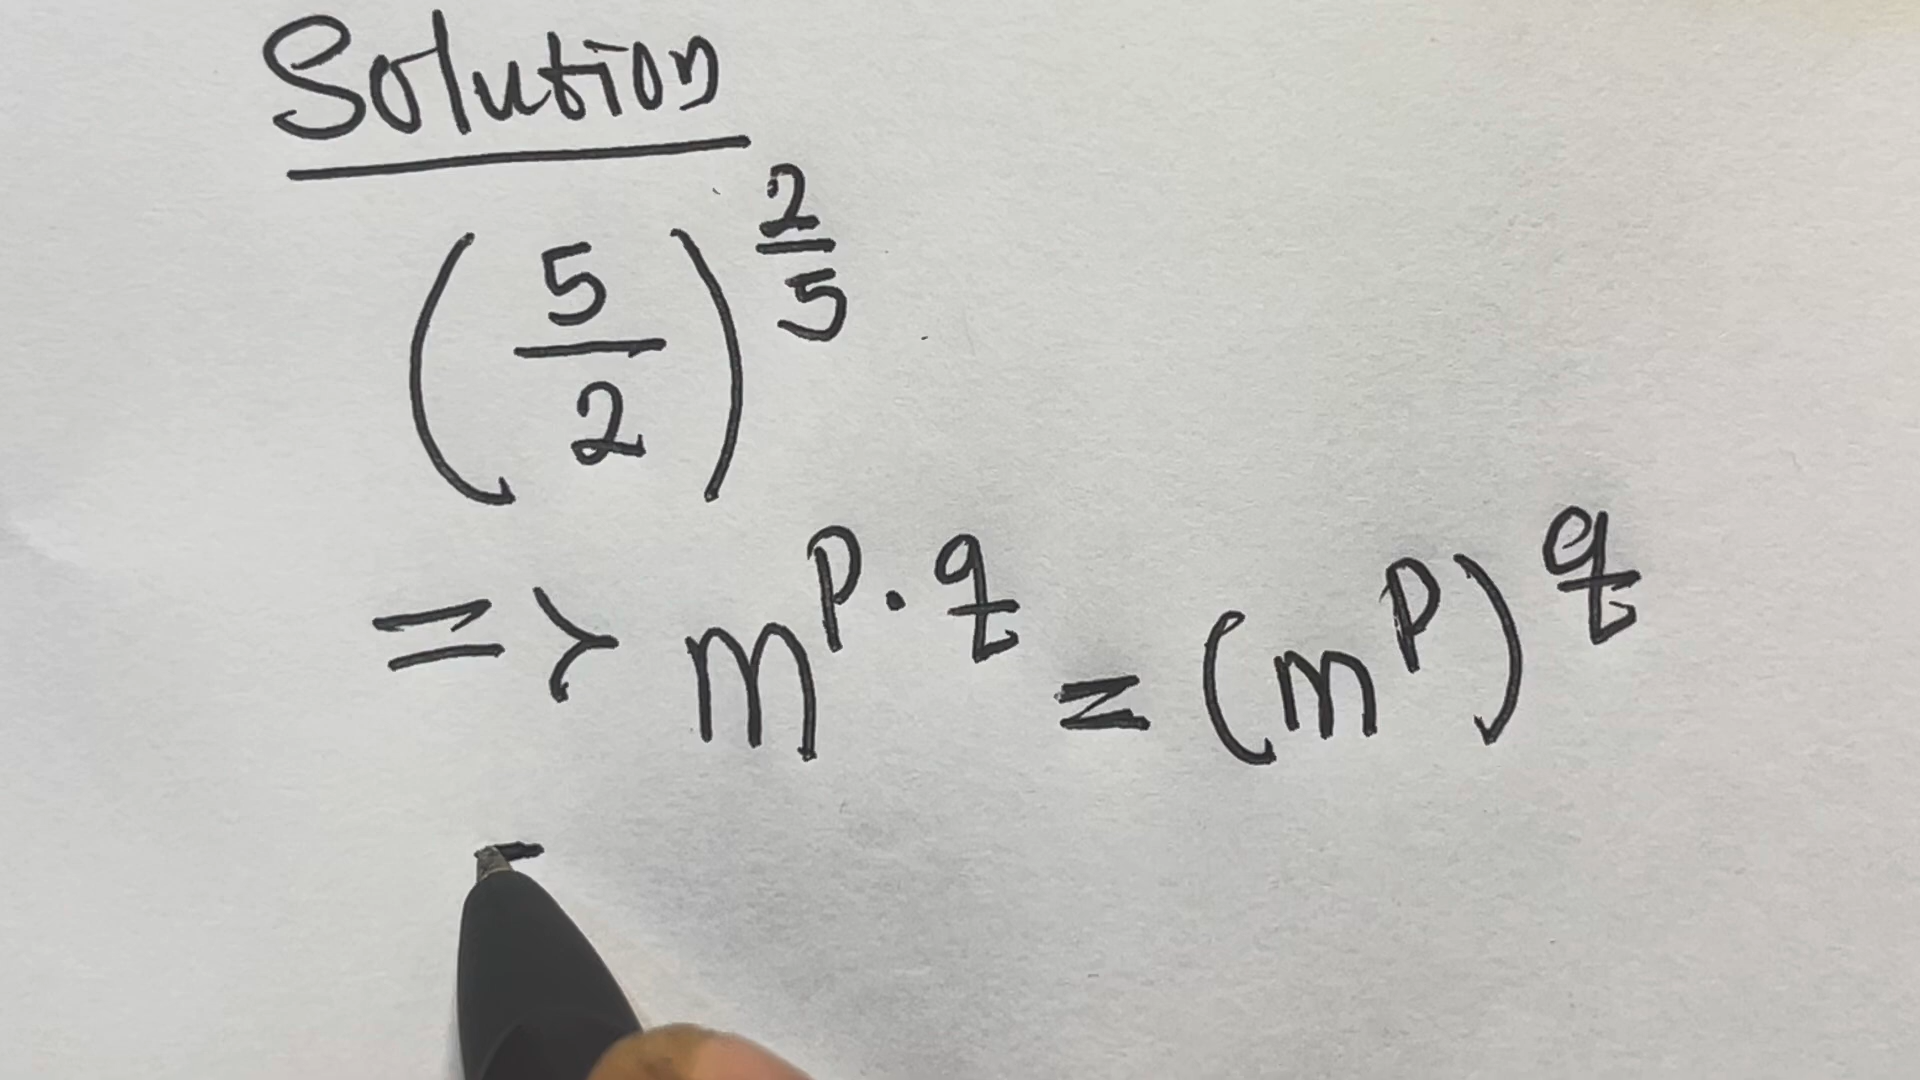 Solution
(5/2)^(2/5)
=> m^(p·q) = (m^p)^q